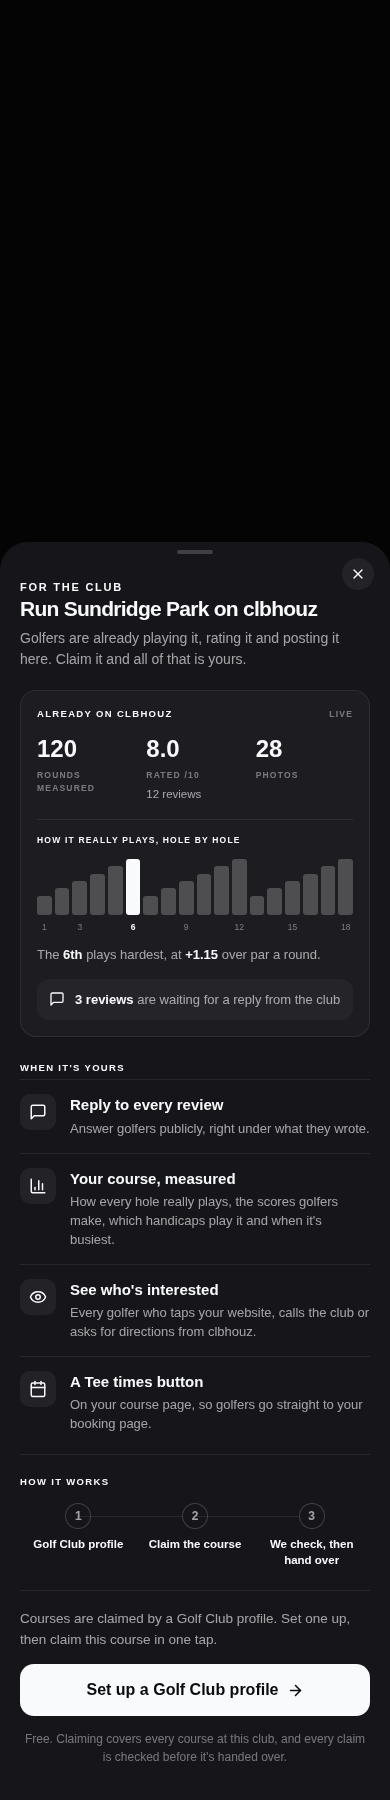 FOR THE CLUB
Run Sundridge Park on clbhouz
Golfers are already playing it, rating it and posting it
here. Claim it and all of that is yours.
ALREADY ON CLBHOUZ
LIVE
120
8.0
28
ROUNDS
MEASURED
RATED /10
PHOTOS
12 reviews
HOW IT REALLY PLAYS, HOLE BY HOLE
1 3 6 9 12 15 18
The 6th plays hardest, at +1.15 over par a round.
3 reviews are waiting for a reply from the club
WHEN IT'S YOURS
Reply to every review
Answer golfers publicly, right under what they wrote.
Your course, measured
How every hole really plays, the scores golfers
make, which handicaps play it and when it's
busiest.
See who's interested
Every golfer who taps your website, calls the club or
asks for directions from clbhouz.
A Tee times button
On your course page, so golfers go straight to your
booking page.
HOW IT WORKS
1 2 3
Golf Club profile
Claim the course
We check, then
hand over
Courses are claimed by a Golf Club profile. Set one up,
then claim this course in one tap.
Set up a Golf Club profile
Free. Claiming covers every course at this club, and every claim
is checked before it's handed over.